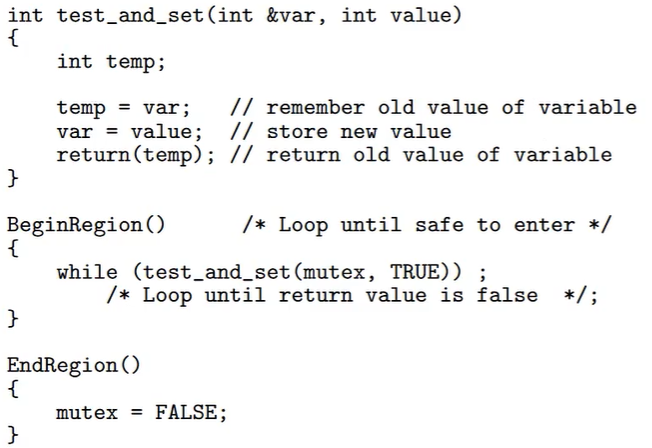 int test_and_set(int &var, int value)
{
    int temp;
    temp = var;   // remember old value of variable
    var = value;  // store new value
    return(temp); // return old value of variable
}
BeginRegion()      /* Loop until safe to enter */
{
    while (test_and_set(mutex, TRUE)) ;
        /* Loop until return value is false  */;
}
EndRegion()
{
    mutex = FALSE;
}